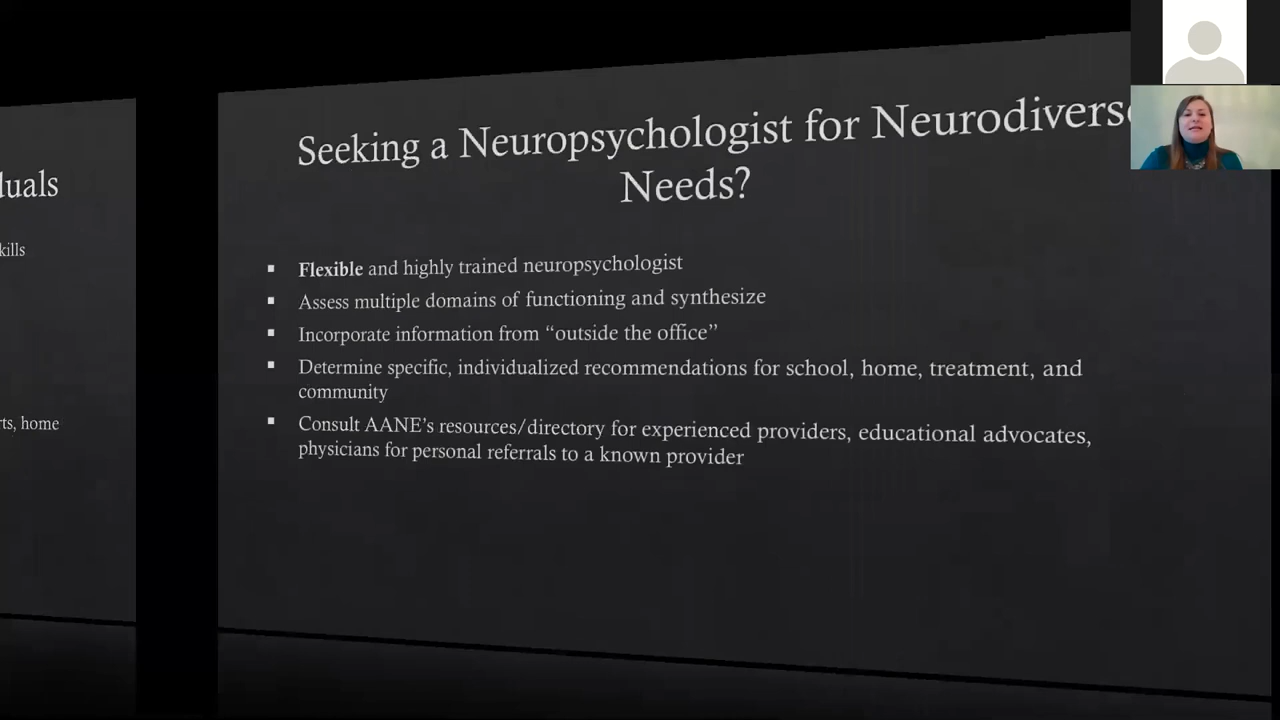 duals
kills
rts, home
Seeking a Neuropsychologist for Neurodivers
Needs?
▪ Flexible and highly trained neuropsychologist
▪ Assess multiple domains of functioning and synthesize
▪ Incorporate information from “outside the office”
▪ Determine specific, individualized recommendations for school, home, treatment, and
community
▪ Consult AANE’s resources/directory for experienced providers, educational advocates,
physicians for personal referrals to a known provider